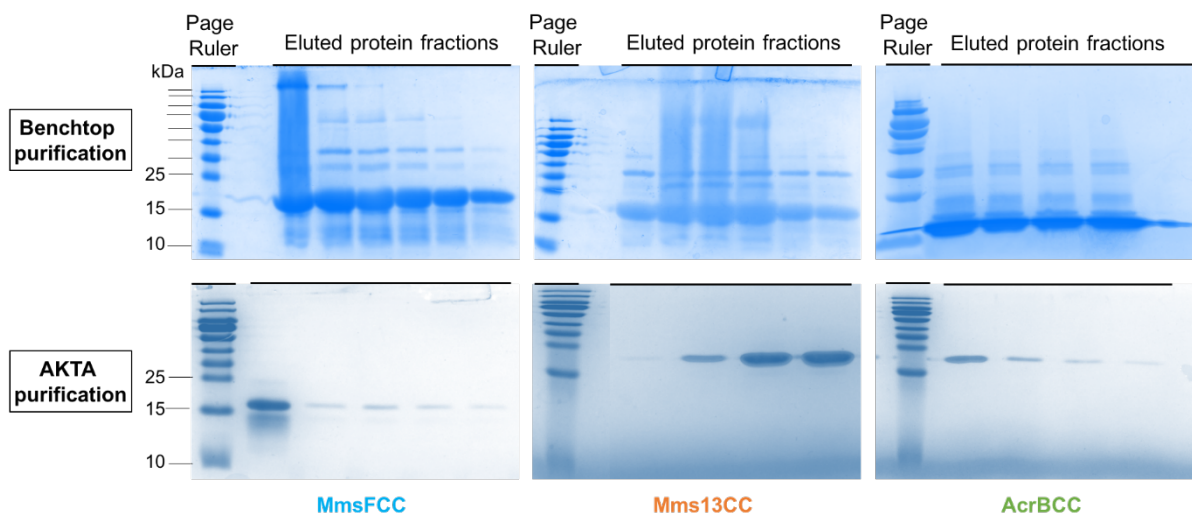 Page
Ruler
Eluted protein fractions
Page
Ruler
Eluted protein fractions
Page
Ruler
Eluted protein fractions
kDa
Benchtop
purification
25
15
10
AKTA
purification
25
15
10
MmsFCC
Mms13CC
AcrBCC